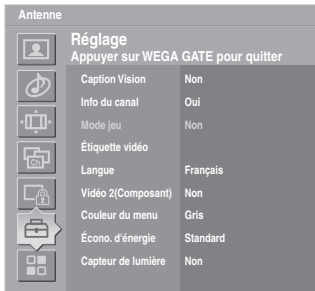 Antenne
Réglage
Appuyer sur WEGA GATE pour quitter
Caption Vision Non
Info du canal Oui
Mode jeu Non
Étiquette vidéo
Ch
Langue Français
Vidéo 2(Composant) Non
Couleur du menu Gris
Écono. d'énergie Standard
Capteur de lumière Non